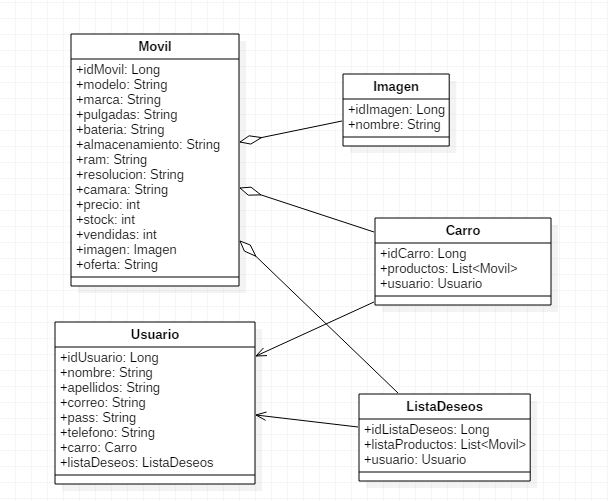 Movil
+idMovil: Long
+modelo: String
+marca: String
+pulgadas: String
+bateria: String
+almacenamiento: String
+ram: String
+resolucion: String
+camara: String
+precio: int
+stock: int
+vendidas: int
+imagen: Imagen
+oferta: String
Imagen
+idImagen: Long
+nombre: String
Carro
+idCarro: Long
+productos: List<Movil>
+usuario: Usuario
Usuario
+idUsuario: Long
+nombre: String
+apellidos: String
+correo: String
+pass: String
+telefono: String
+carro: Carro
+listaDeseos: ListaDeseos
ListaDeseos
+idListaDeseos: Long
+listaProductos: List<Movil>
+usuario: Usuario